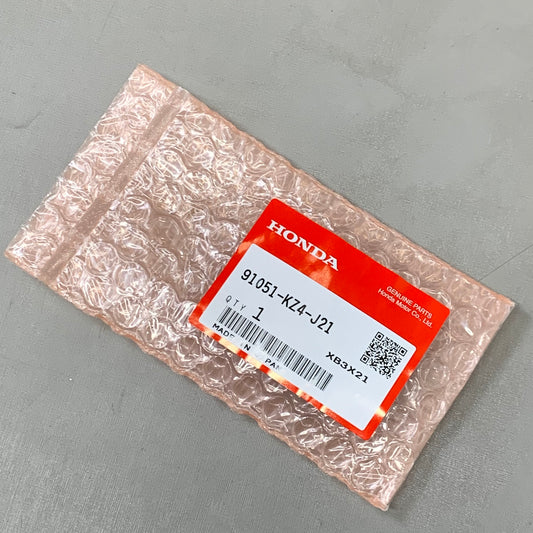 HONDA
GENUINE PARTS
Honda Motor Co., Ltd.
91051-KZ4-J21
QTY
1
XB3X21